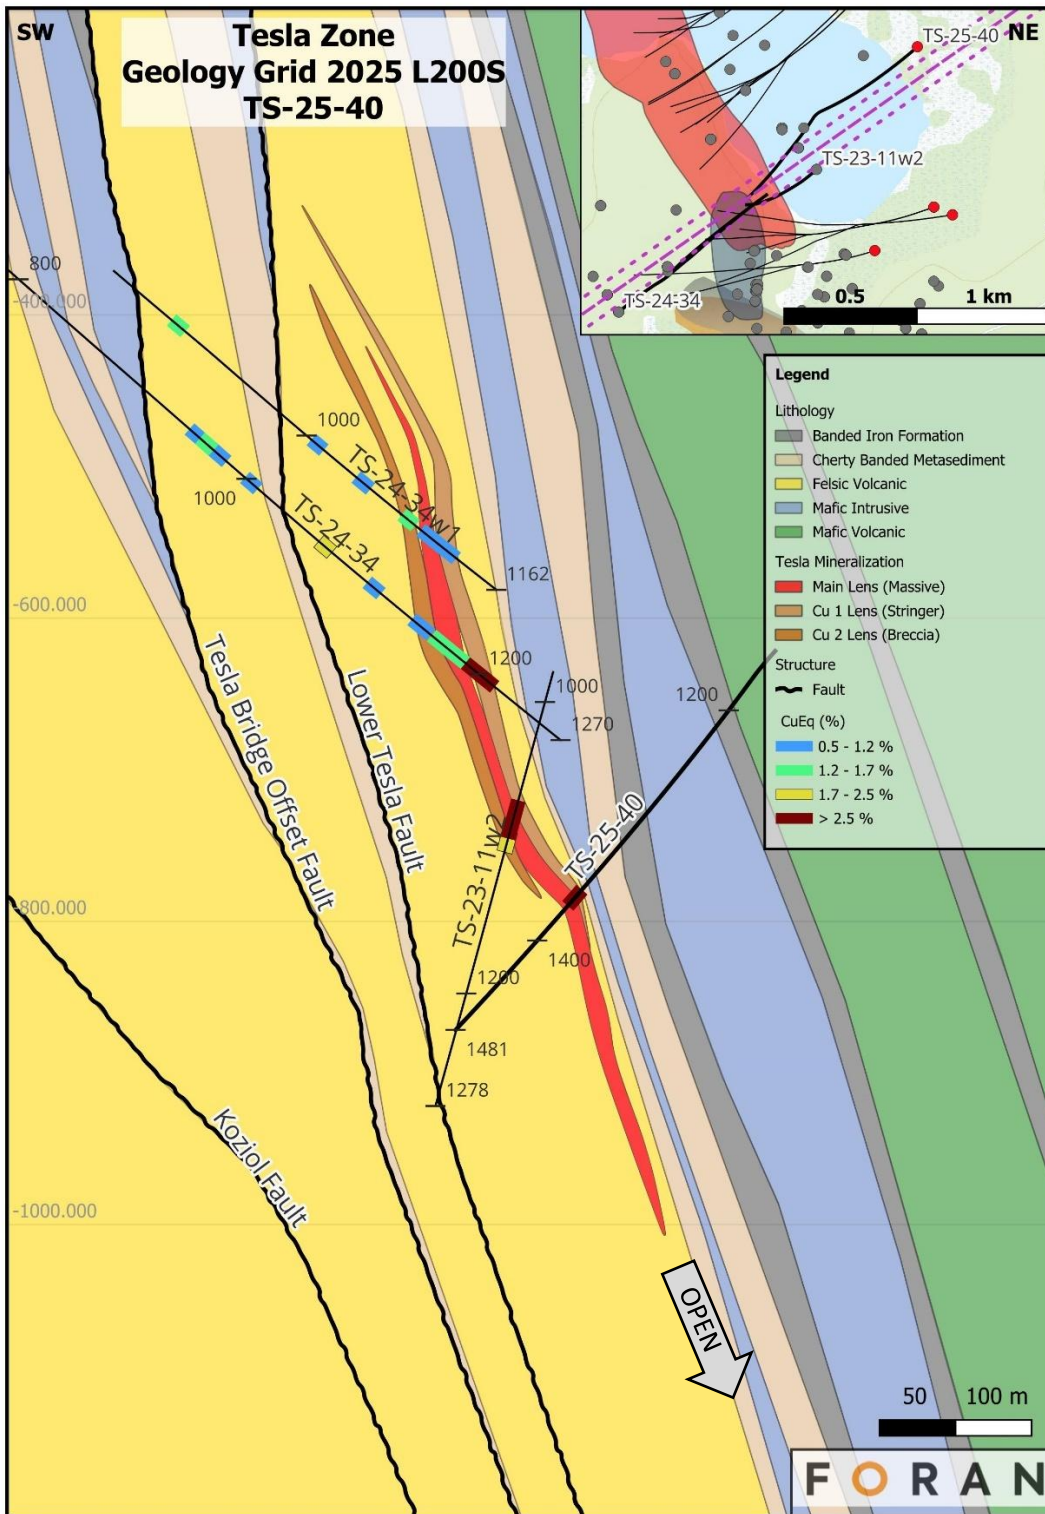 SW
Tesla Zone
Geology Grid 2025 L200S
TS-25-40
TS-25-40
NE
TS-23-11w2
TS-24-34
0.5
1 km
800
-400.000
1000
TS-24-34w1
1000
TS-24-34
1162
-600.000
1200
1000
1270
1200
Tesla Bridge Offset Fault
Lower Tesla Fault
TS-23-11w2
TS-25-40
-800.000
1400
1200
1481
1278
Koziol Fault
-1000.000
OPEN
Legend
Lithology
Banded Iron Formation
Cherty Banded Metasediment
Felsic Volcanic
Mafic Intrusive
Mafic Volcanic
Tesla Mineralization
Main Lens (Massive)
Cu 1 Lens (Stringer)
Cu 2 Lens (Breccia)
Structure
Fault
CuEq (%)
0.5 - 1.2 %
1.2 - 1.7 %
1.7 - 2.5 %
> 2.5 %
50
100 m
FORAN